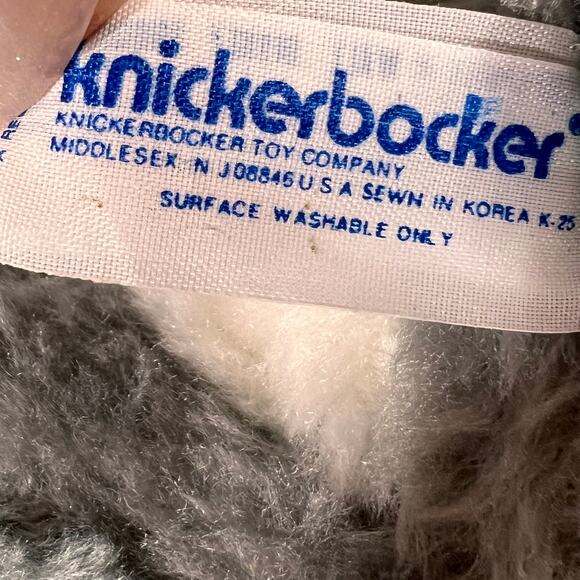 knickerbocker
KNICKERBOCKER TOY COMPANY
MIDDLESEX N J 08846 U S A SEWN IN KOREA K-25
SURFACE WASHABLE ONLY